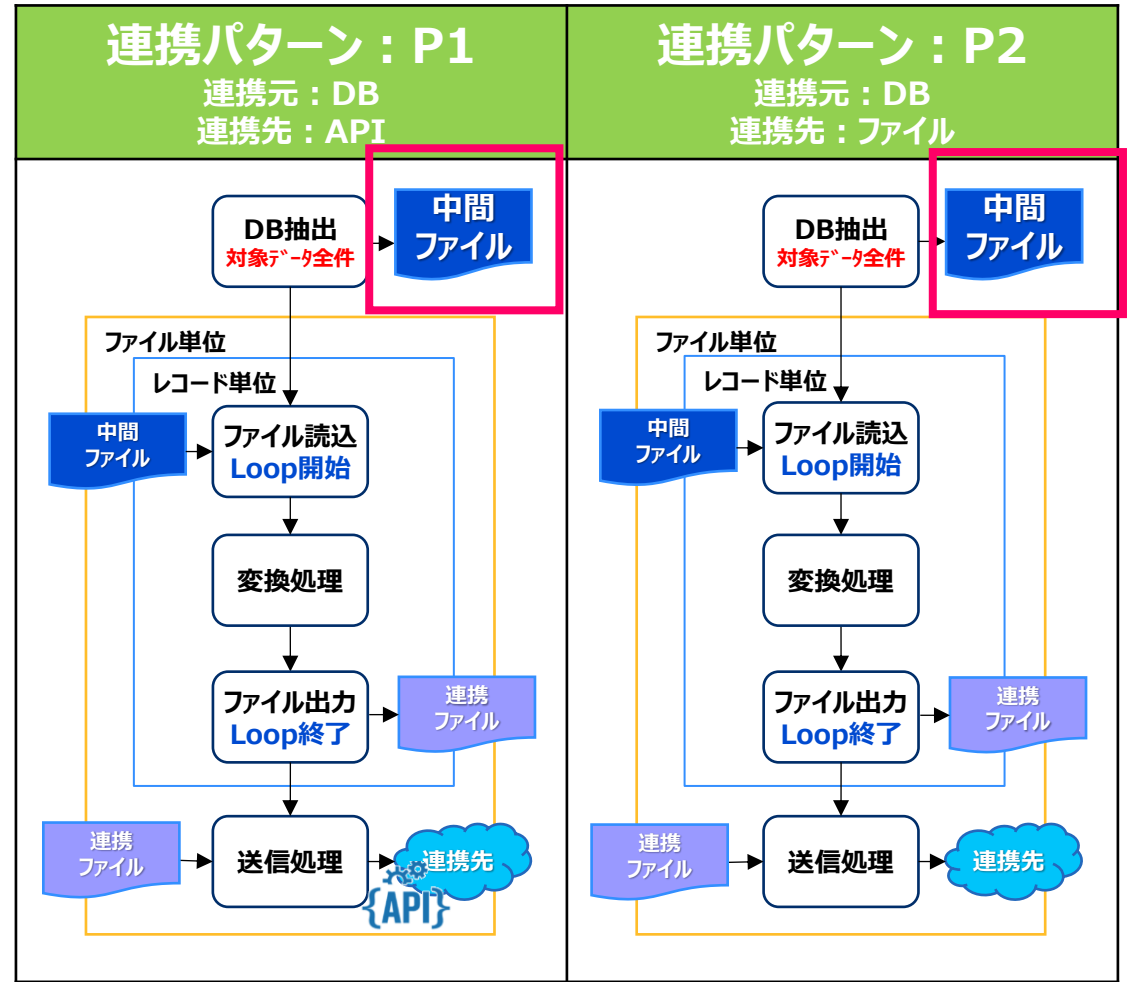 連携パターン：P1
連携元：DB
連携先：API
DB抽出
対象ﾃﾞｰﾀ全件
中間
ファイル
ファイル単位
レコード単位
中間
ファイル
ファイル読込
Loop開始
変換処理
ファイル出力
Loop終了
連携
ファイル
連携
ファイル
送信処理
連携先
{API}
連携パターン：P2
連携元：DB
連携先：ファイル
DB抽出
対象ﾃﾞｰﾀ全件
中間
ファイル
ファイル単位
レコード単位
中間
ファイル
ファイル読込
Loop開始
変換処理
ファイル出力
Loop終了
連携
ファイル
連携
ファイル
送信処理
連携先